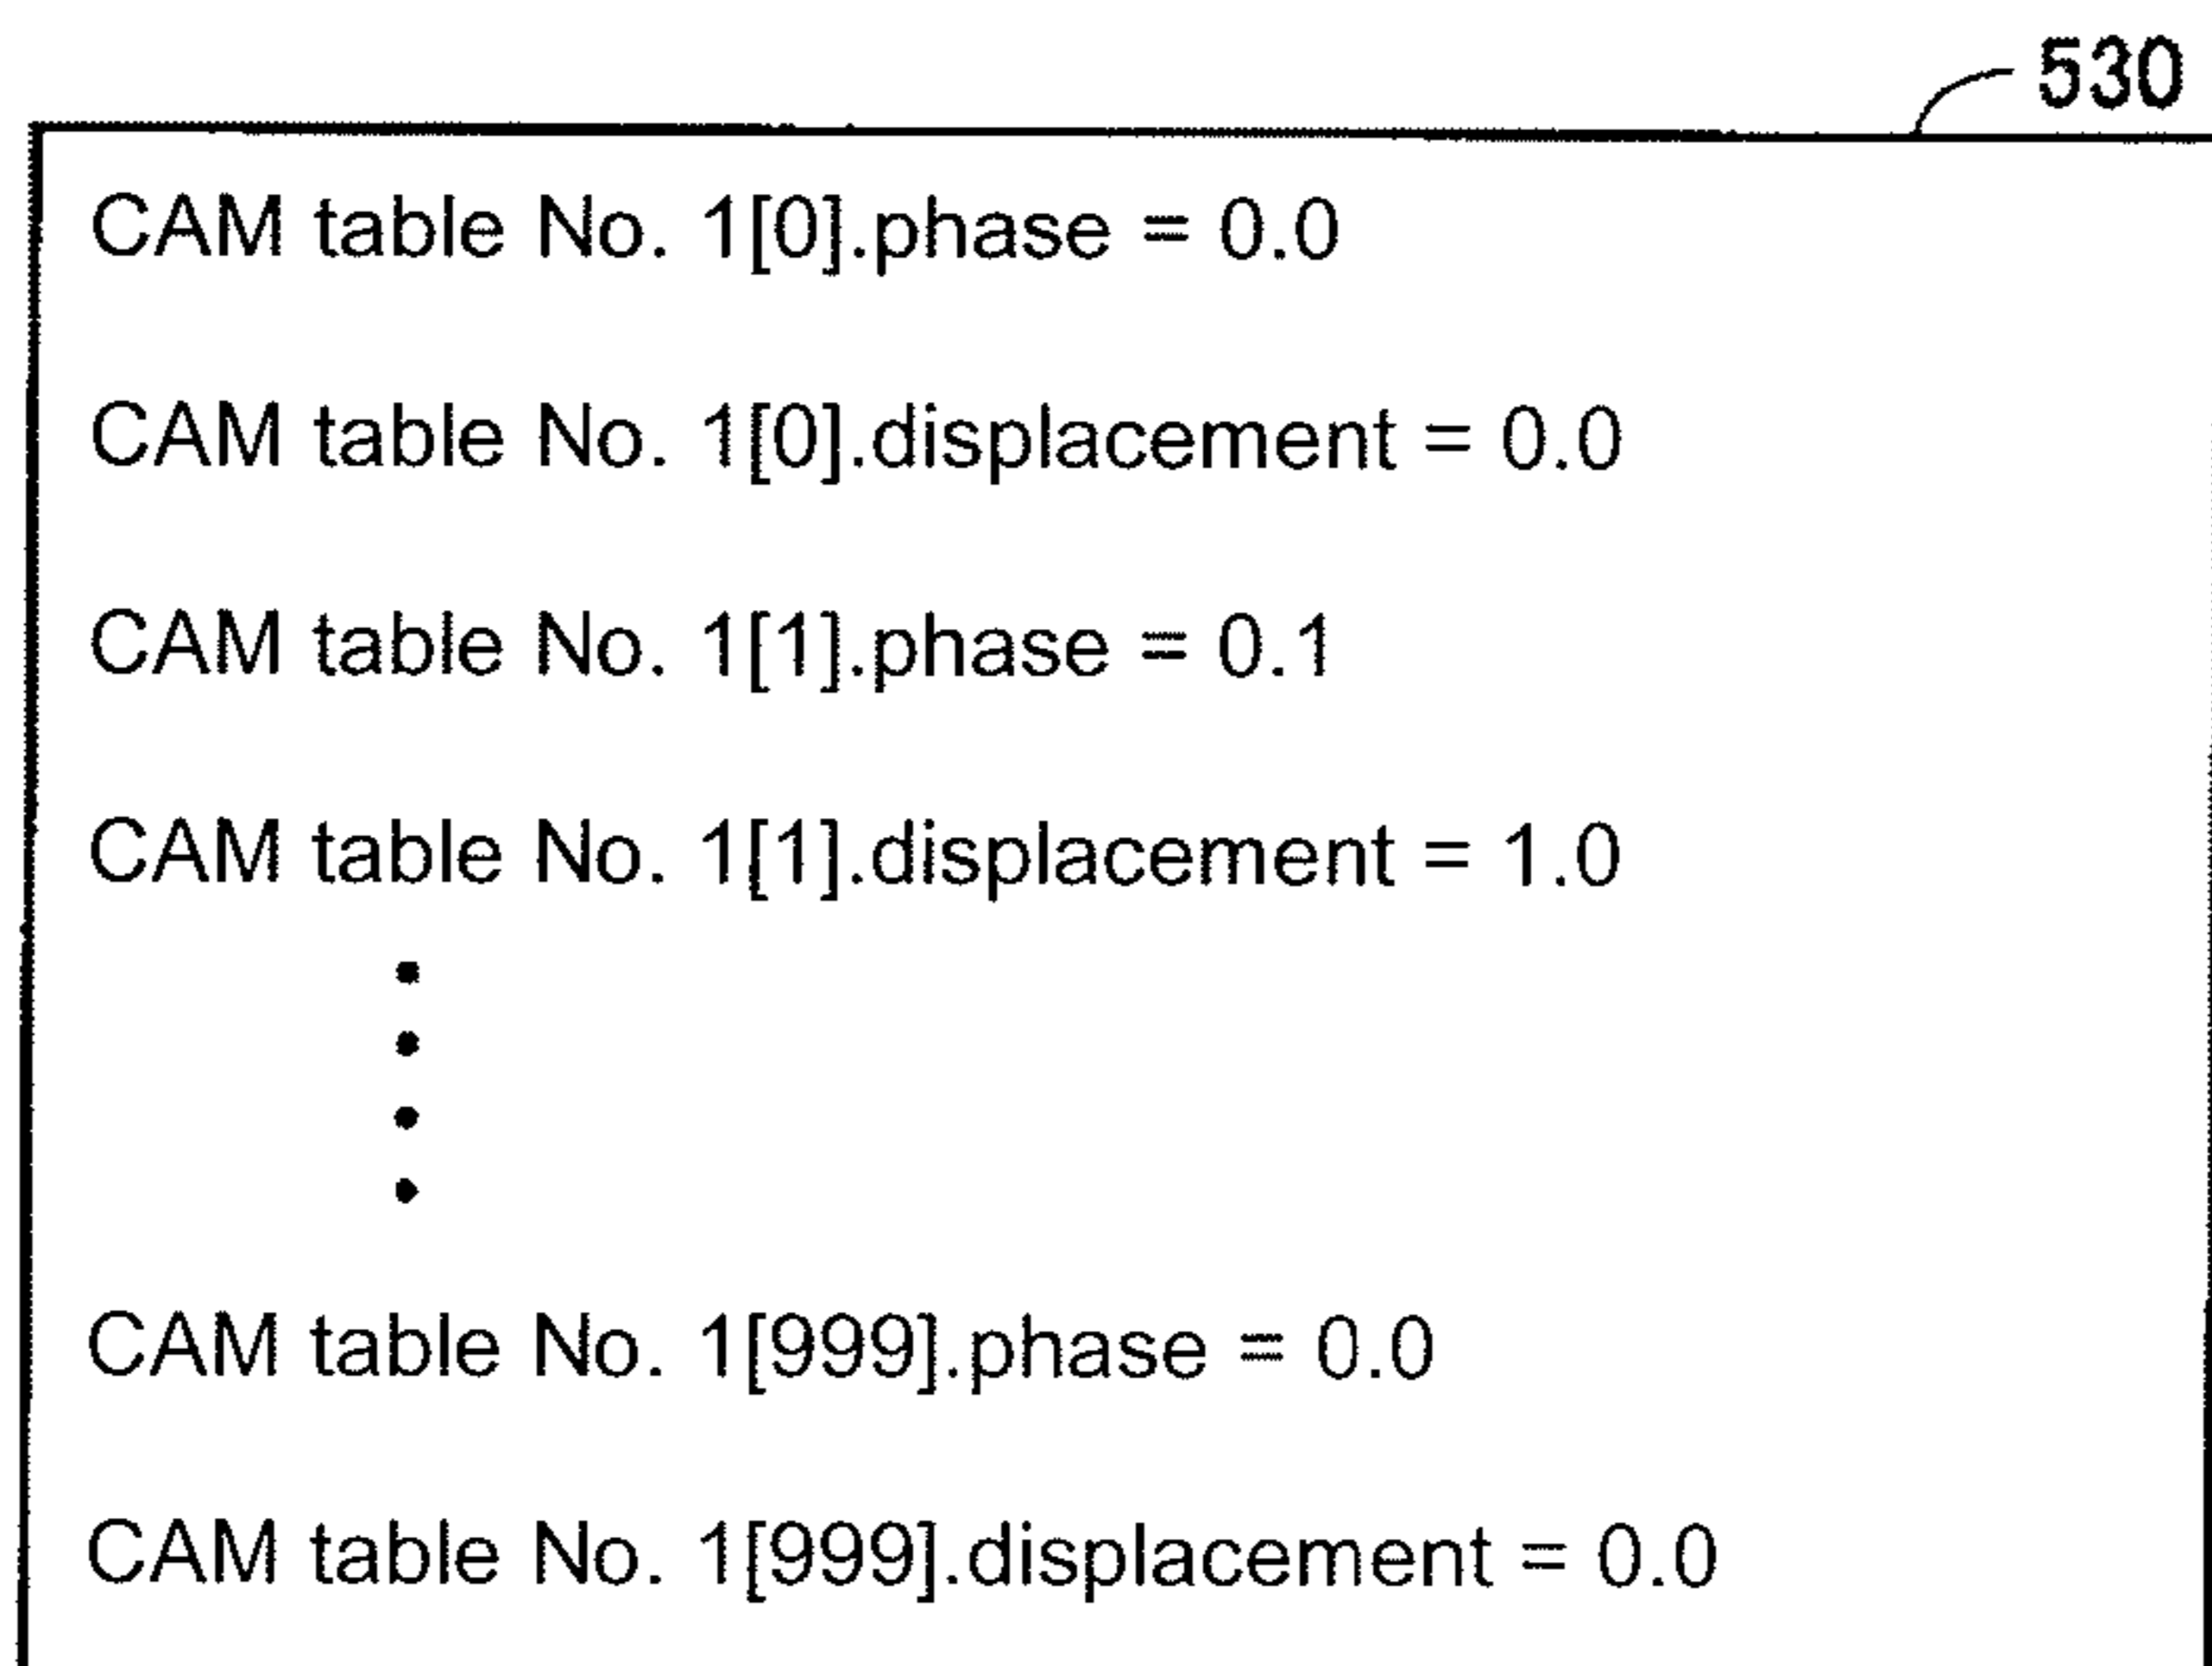 530
CAM table No. 1[0].phase = 0.0
CAM table No. 1[0].displacement = 0.0
CAM table No. 1[1].phase = 0.1
CAM table No. 1[1].displacement = 1.0
CAM table No. 1[999].phase = 0.0
CAM table No. 1[999].displacement = 0.0